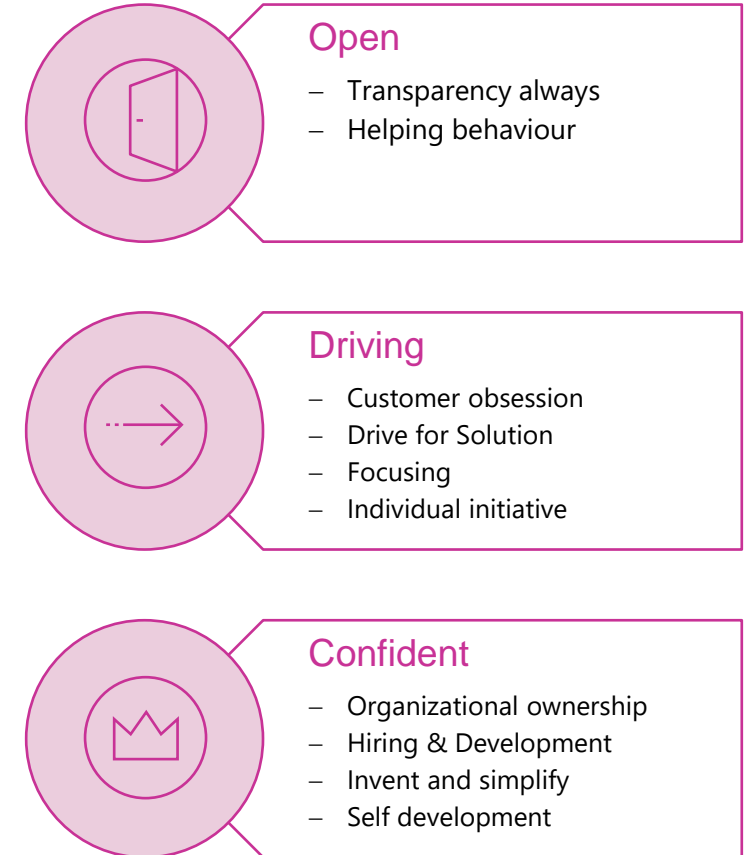 Open
– Transparency always
– Helping behaviour
Driving
– Customer obsession
– Drive for Solution
– Focusing
– Individual initiative
Confident
– Organizational ownership
– Hiring & Development
– Invent and simplify
– Self development